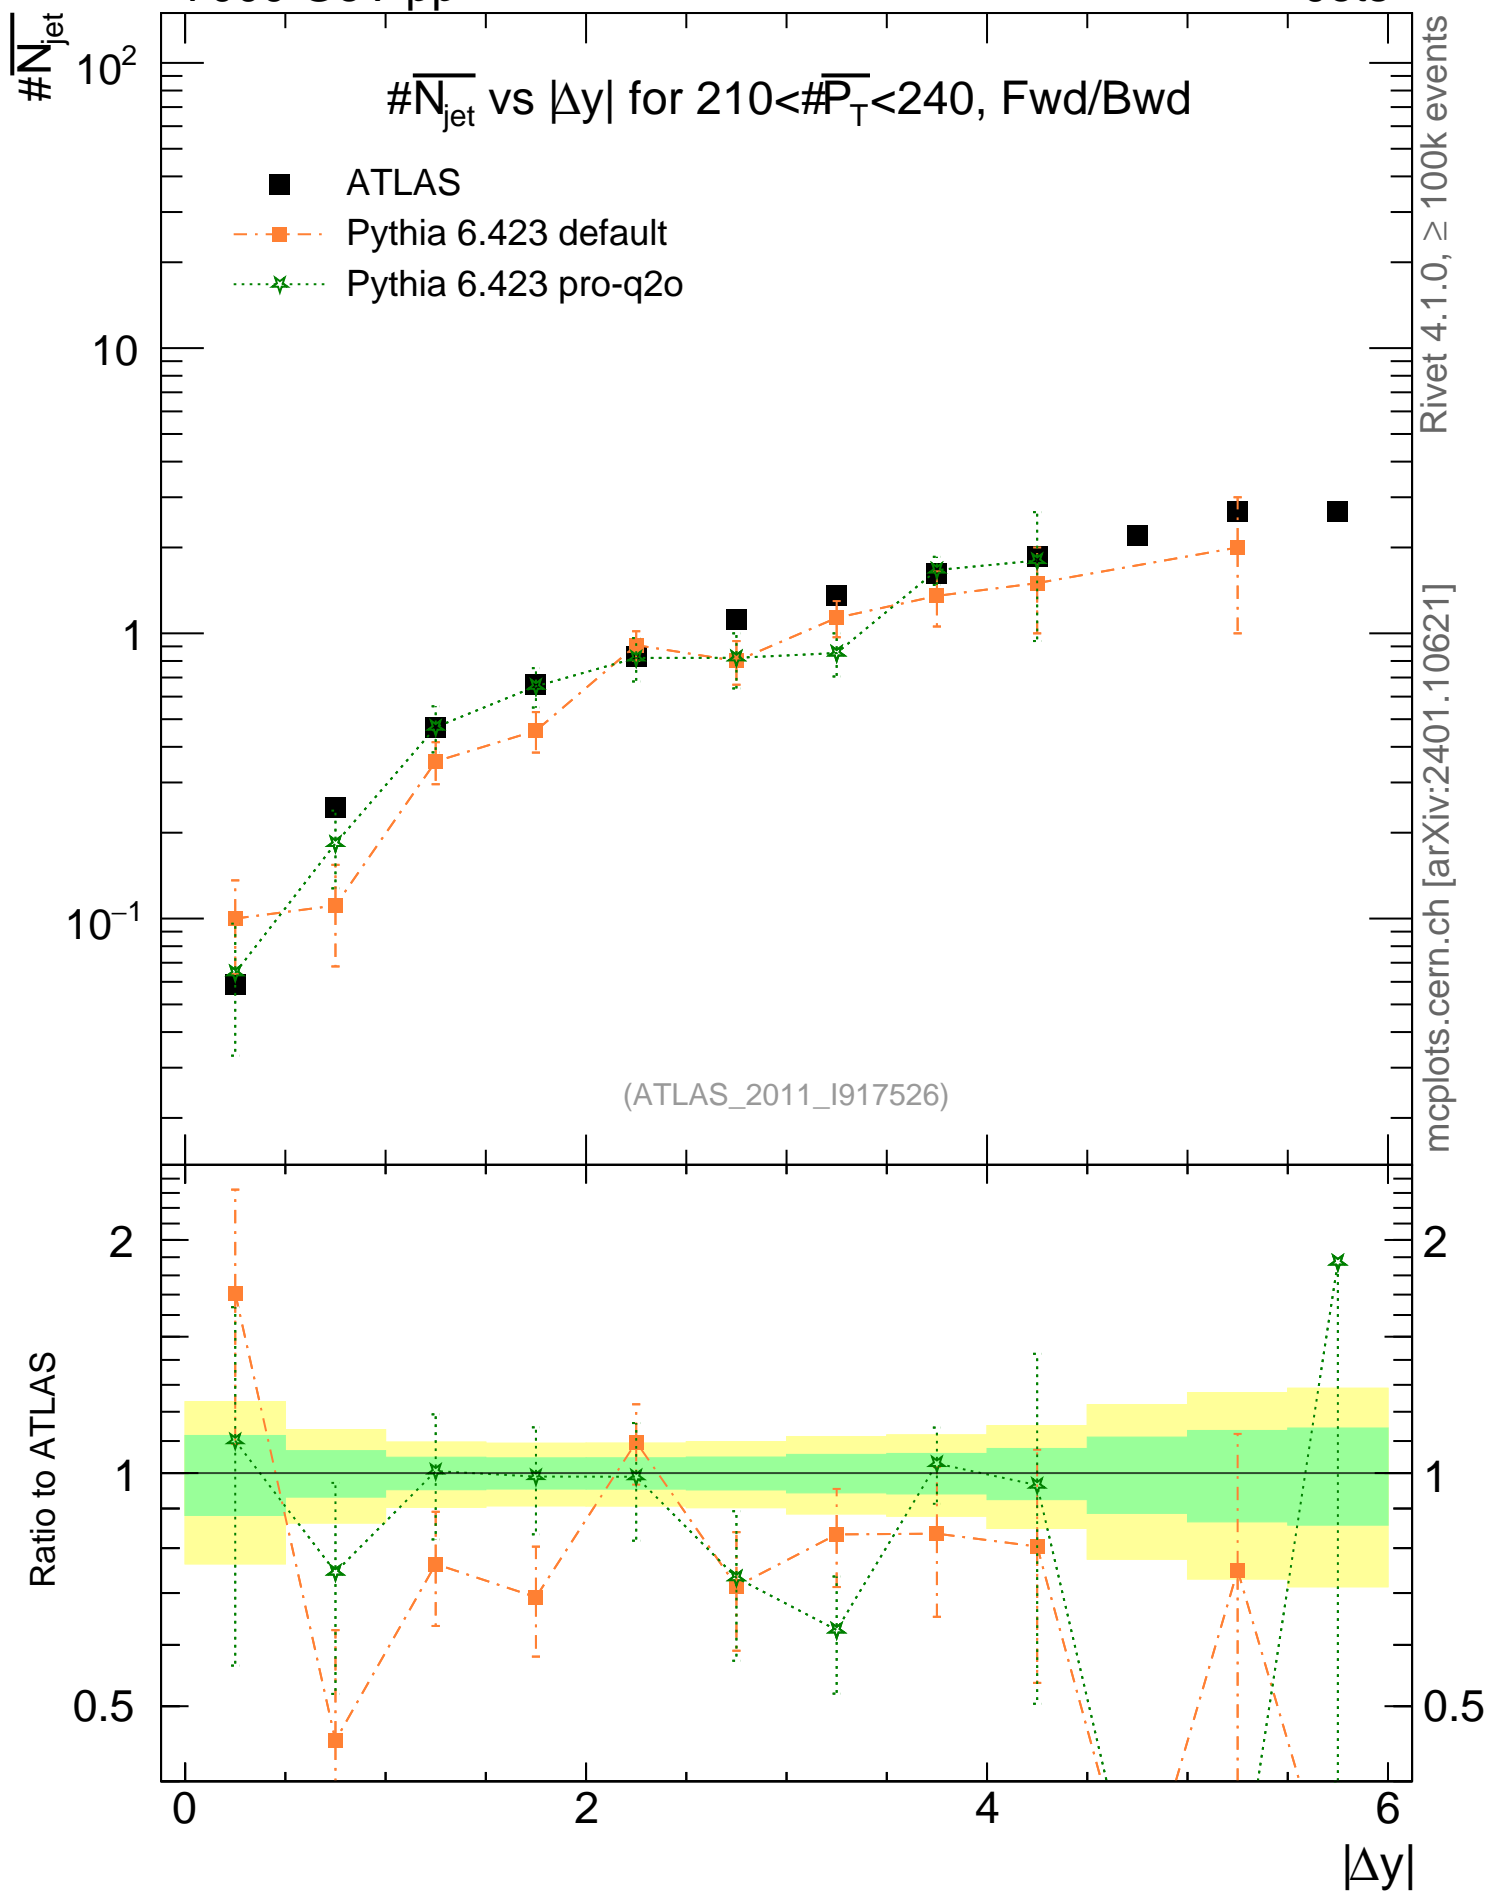 #N̅jet
#N̅jet vs |Δy| for 210<#P̅T<240, Fwd/Bwd
ATLAS
Pythia 6.423 default
Pythia 6.423 pro-q2o
10²
10
1
10⁻¹
(ATLAS_2011_I917526)
Rivet 4.1.0, ≥ 100k events
mcplots.cern.ch [arXiv:2401.10621]
Ratio to ATLAS
2
1
0.5
2
1
0.5
0 2 4 6
|Δy|